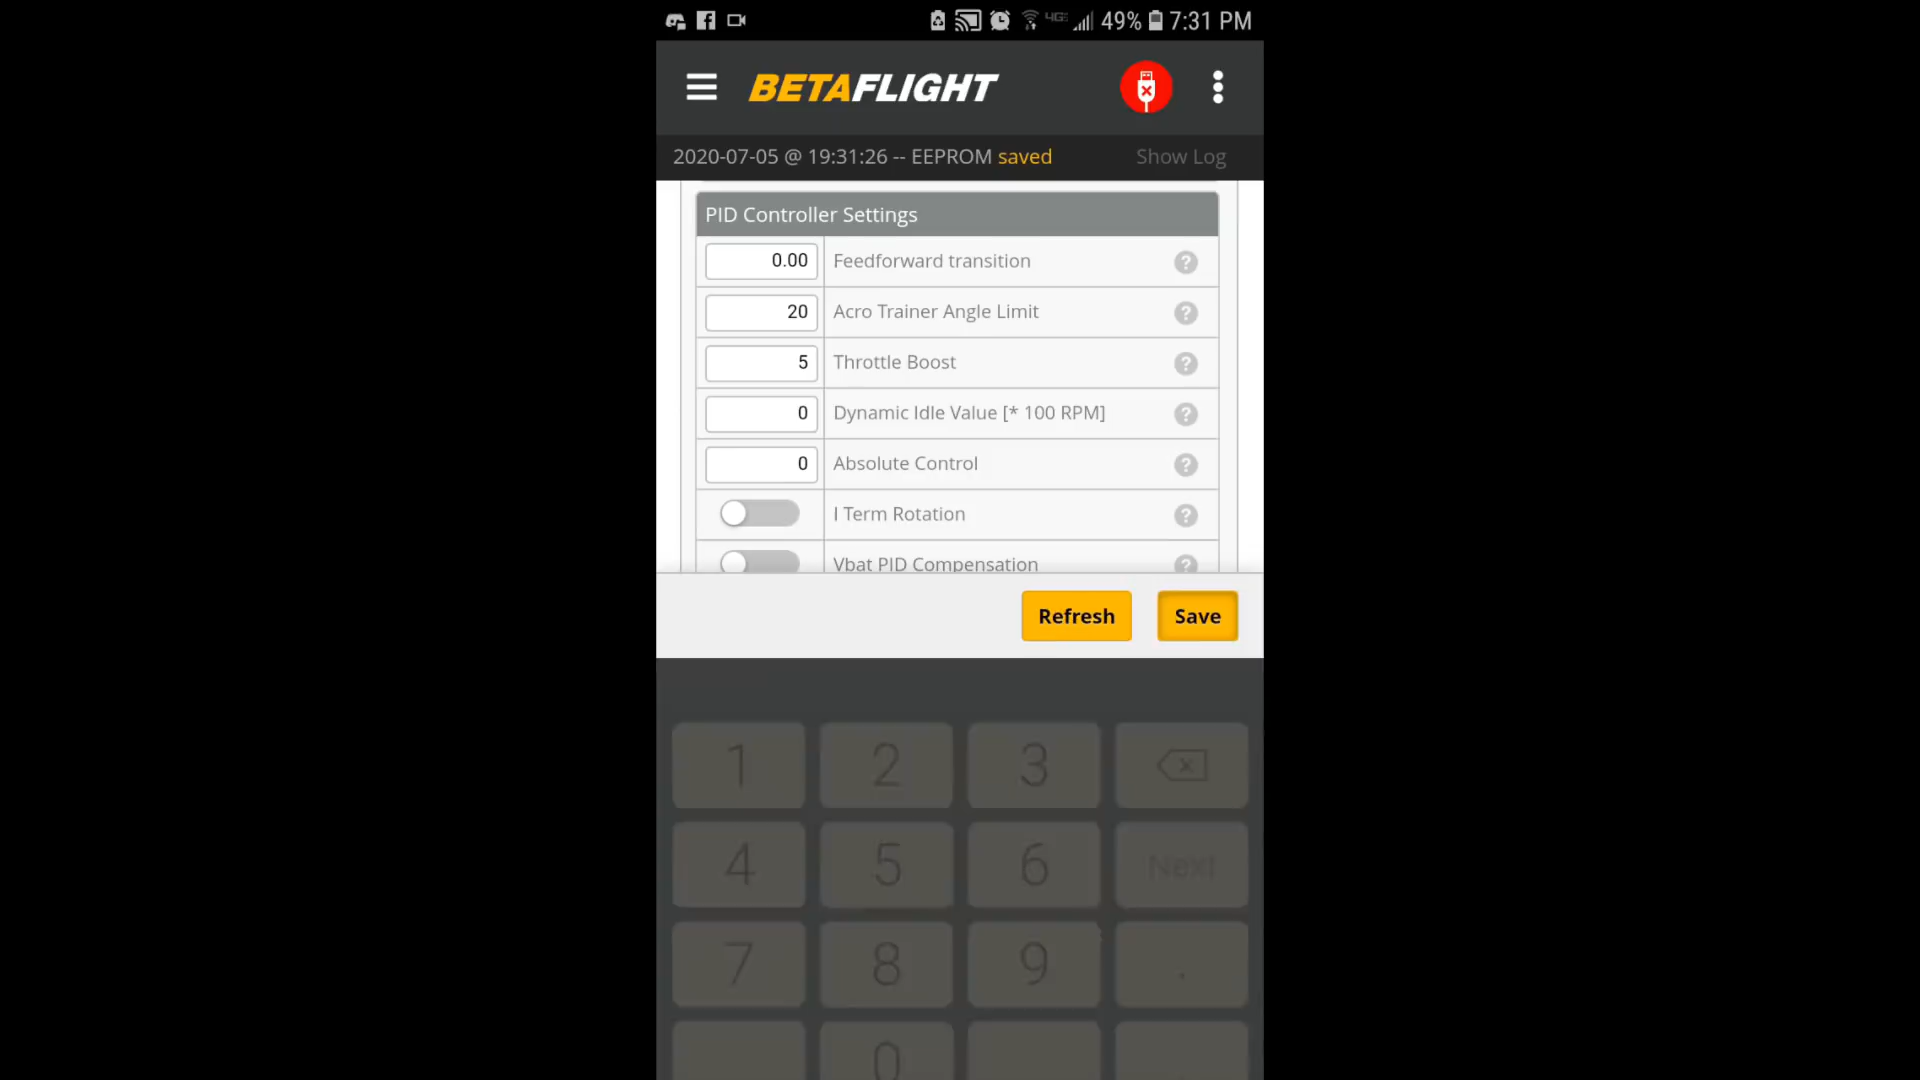 4G 49% 7:31 PM
BETAFLIGHT
2020-07-05 @ 19:31:26 -- EEPROM saved Show Log
PID Controller Settings
0.00 Feedforward transition ?
20 Acro Trainer Angle Limit ?
5 Throttle Boost ?
0 Dynamic Idle Value [* 100 RPM] ?
0 Absolute Control ?
I Term Rotation ?
Vbat PID Compensation ?
Refresh Save
1 2 3
4 5 6 Next
7 8 9 .
0